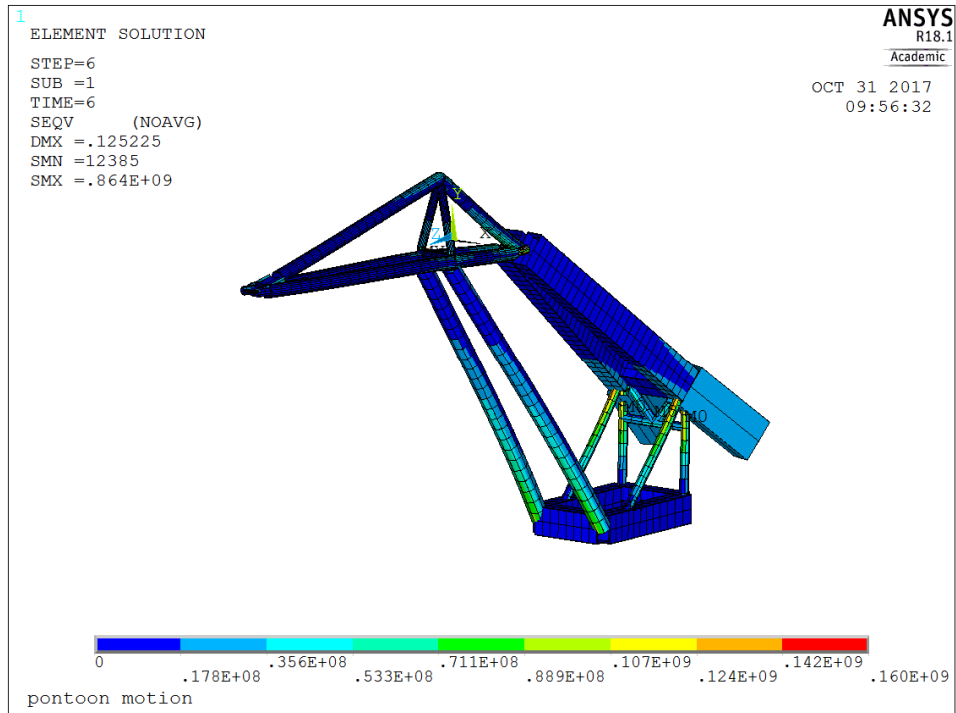 1
ELEMENT SOLUTION
STEP=6
SUB =1
TIME=6
SEQV (NOAVG)
DMX =.125225
SMN =12385
SMX =.864E+09
ANSYS
R18.1
Academic
OCT 31 2017
09:56:32
Y
Z
X
0 .356E+08 .711E+08 .107E+09 .142E+09
.178E+08 .533E+08 .889E+08 .124E+09 .160E+09
pontoon motion